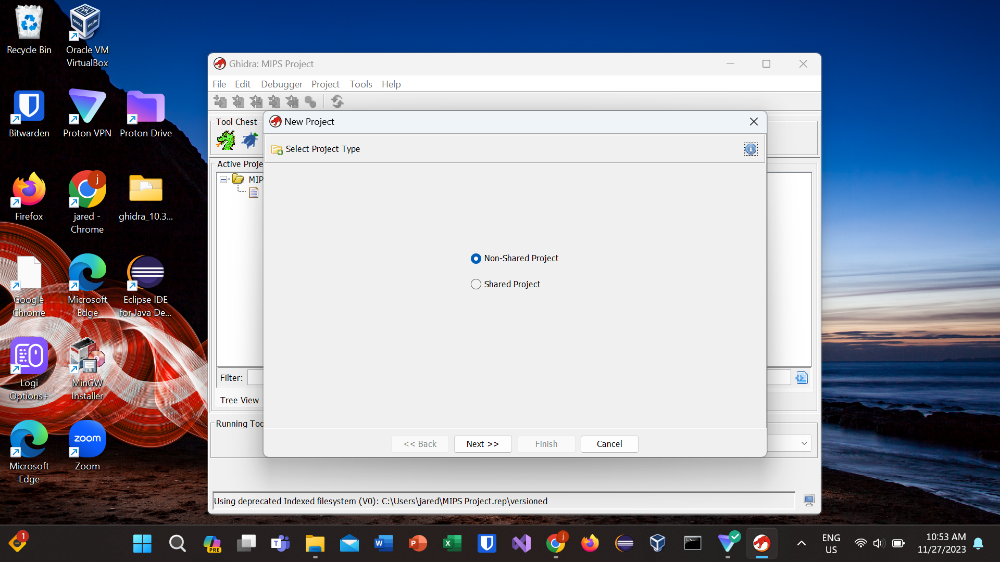 Recycle Bin
Oracle VM
VirtualBox
Bitwarden
Proton VPN
Proton Drive
Firefox
jared -
Chrome
ghidra_10.3...
Google
Chrome
Microsoft
Edge
Eclipse IDE
for Java De...
Logi
Options+
MinGW
Installer
Microsoft
Edge
zoom
Zoom
Ghidra: MIPS Project
File Edit Debugger Project Tools Help
Tool Chest
Active Proje
MIP
Filter:
Tree View
Running Too
New Project
Select Project Type
Non-Shared Project
Shared Project
<< Back Next >> Finish Cancel
Using deprecated Indexed filesystem (V0): C:\Users\jared\MIPS Project.rep\versioned
1
PRE
j
ENG
US
10:53 AM
11/27/2023